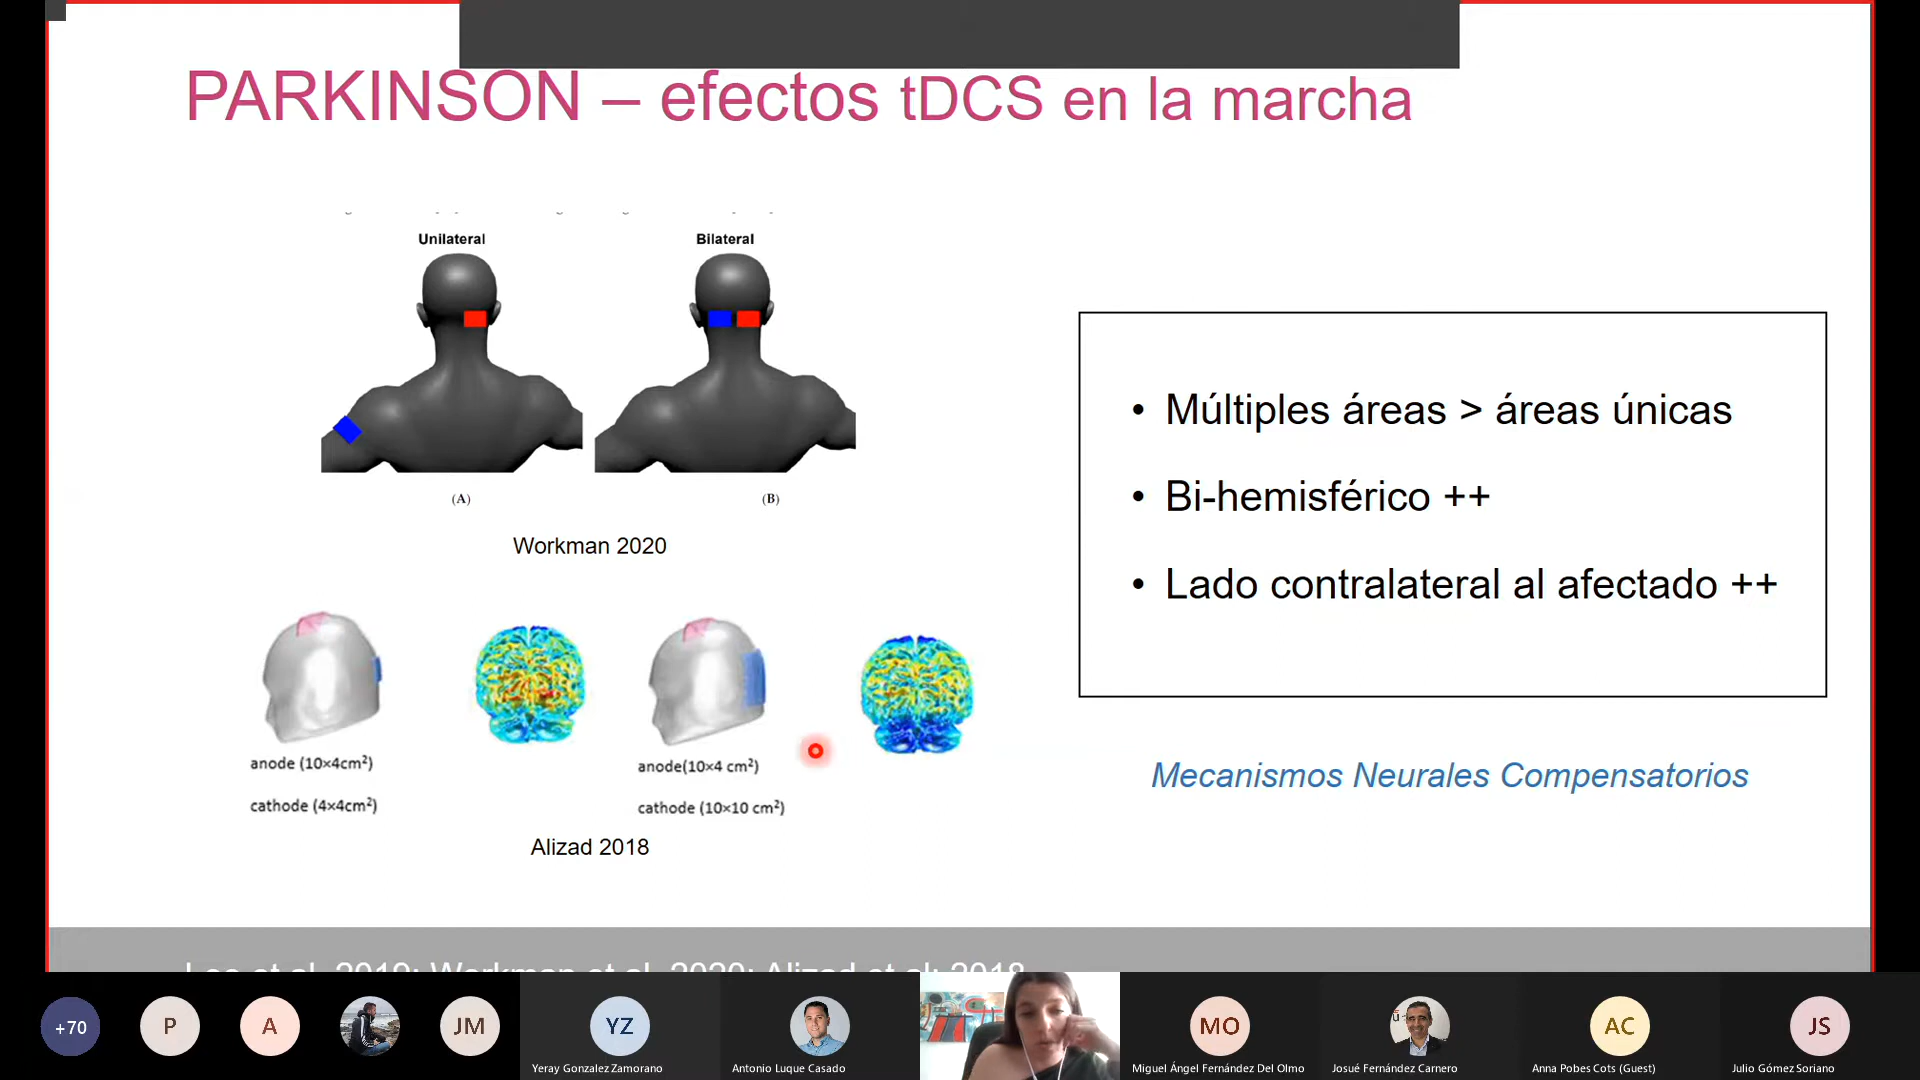 PARKINSON – efectos tDCS en la marcha
Unilateral
Bilateral
(A)
(B)
Workman 2020
anode (10×4cm²)
cathode (4×4cm²)
anode(10×4 cm²)
cathode (10×10 cm²)
Alizad 2018
• Múltiples áreas > áreas únicas
• Bi-hemisférico ++
• Lado contralateral al afectado ++
Mecanismos Neurales Compensatorios
Lee et al, 2019; Workman et al, 2020; Alizad et al; 2018
+70
P
A
JM
YZ
Yeray Gonzalez Zamorano
Antonio Luque Casado
MO
Miguel Ángel Fernández Del Olmo
Josué Fernández Carnero
AC
Anna Pobes Cots (Guest)
JS
Julio Gómez Soriano